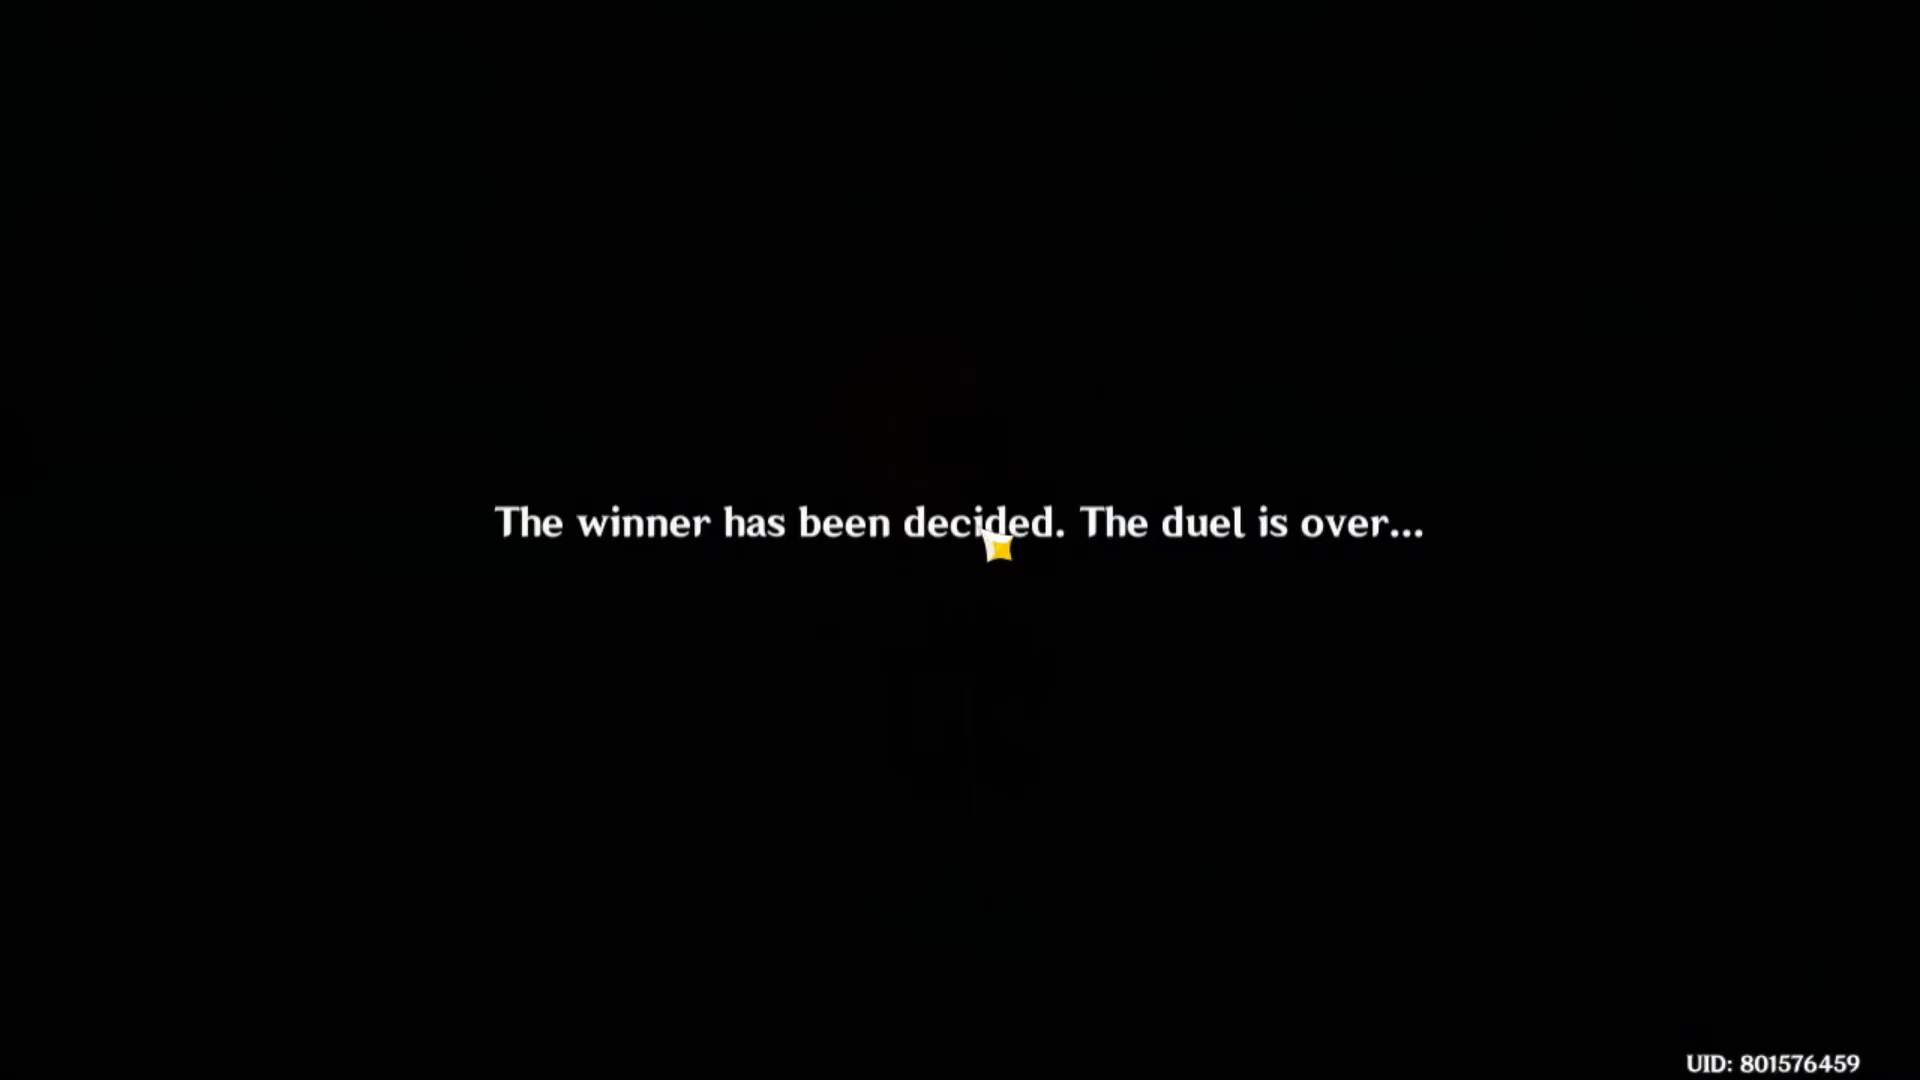 The winner has been decided. The duel is over...
UID: 801576459